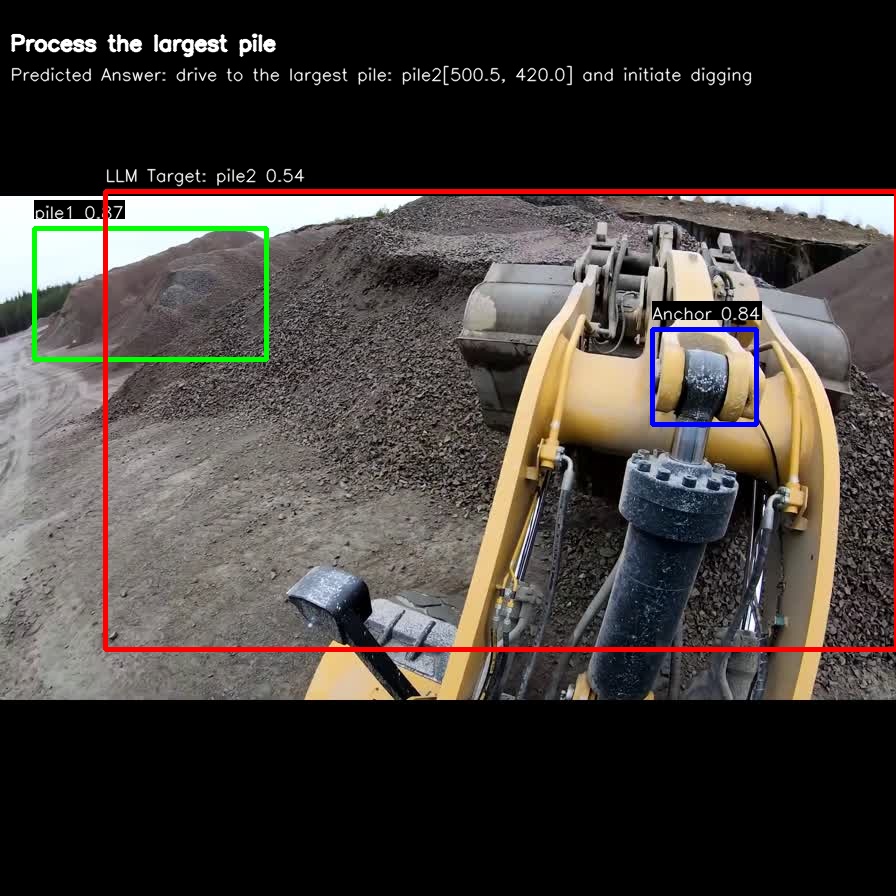 Process the largest pile
Predicted Answer: drive to the largest pile: pile2[500.5, 420.0] and initiate digging
LLM Target: pile2 0.54
pile1 0.87
Anchor 0.84